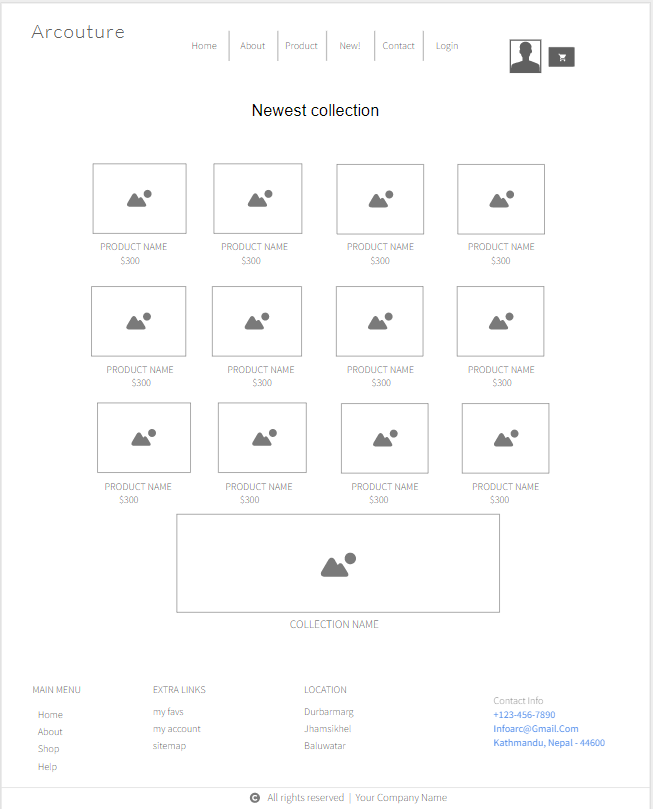 Arcouture
Home About Product New! Contact Login
Newest collection
PRODUCT NAME PRODUCT NAME PRODUCT NAME PRODUCT NAME
$300 $300 $300 $300
PRODUCT NAME PRODUCT NAME PRODUCT NAME PRODUCT NAME
$300 $300 $300 $300
PRODUCT NAME PRODUCT NAME PRODUCT NAME PRODUCT NAME
$300 $300 $300 $300
COLLECTION NAME
MAIN MENU
Home
About
Shop
Help
EXTRA LINKS
my favs
my account
sitemap
LOCATION
Durbarmarg
Jhamsikhel
Baluwatar
Contact Info
+123-456-7890
Infoarc@Gmail.Com
Kathmandu, Nepal - 44600
© All rights reserved | Your Company Name